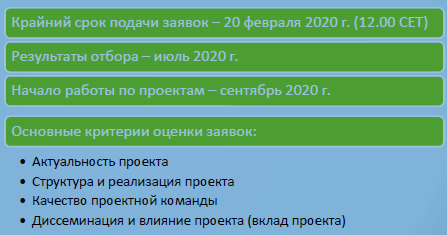 Крайний срок подачи заявок – 20 февраля 2020 г. (12.00 CET)
Результаты отбора – июль 2020 г.
Начало работы по проектам – сентябрь 2020 г.
Основные критерии оценки заявок:
• Актуальность проекта
• Структура и реализация проекта
• Качество проектной команды
• Диссеминация и влияние проекта (вклад проекта)